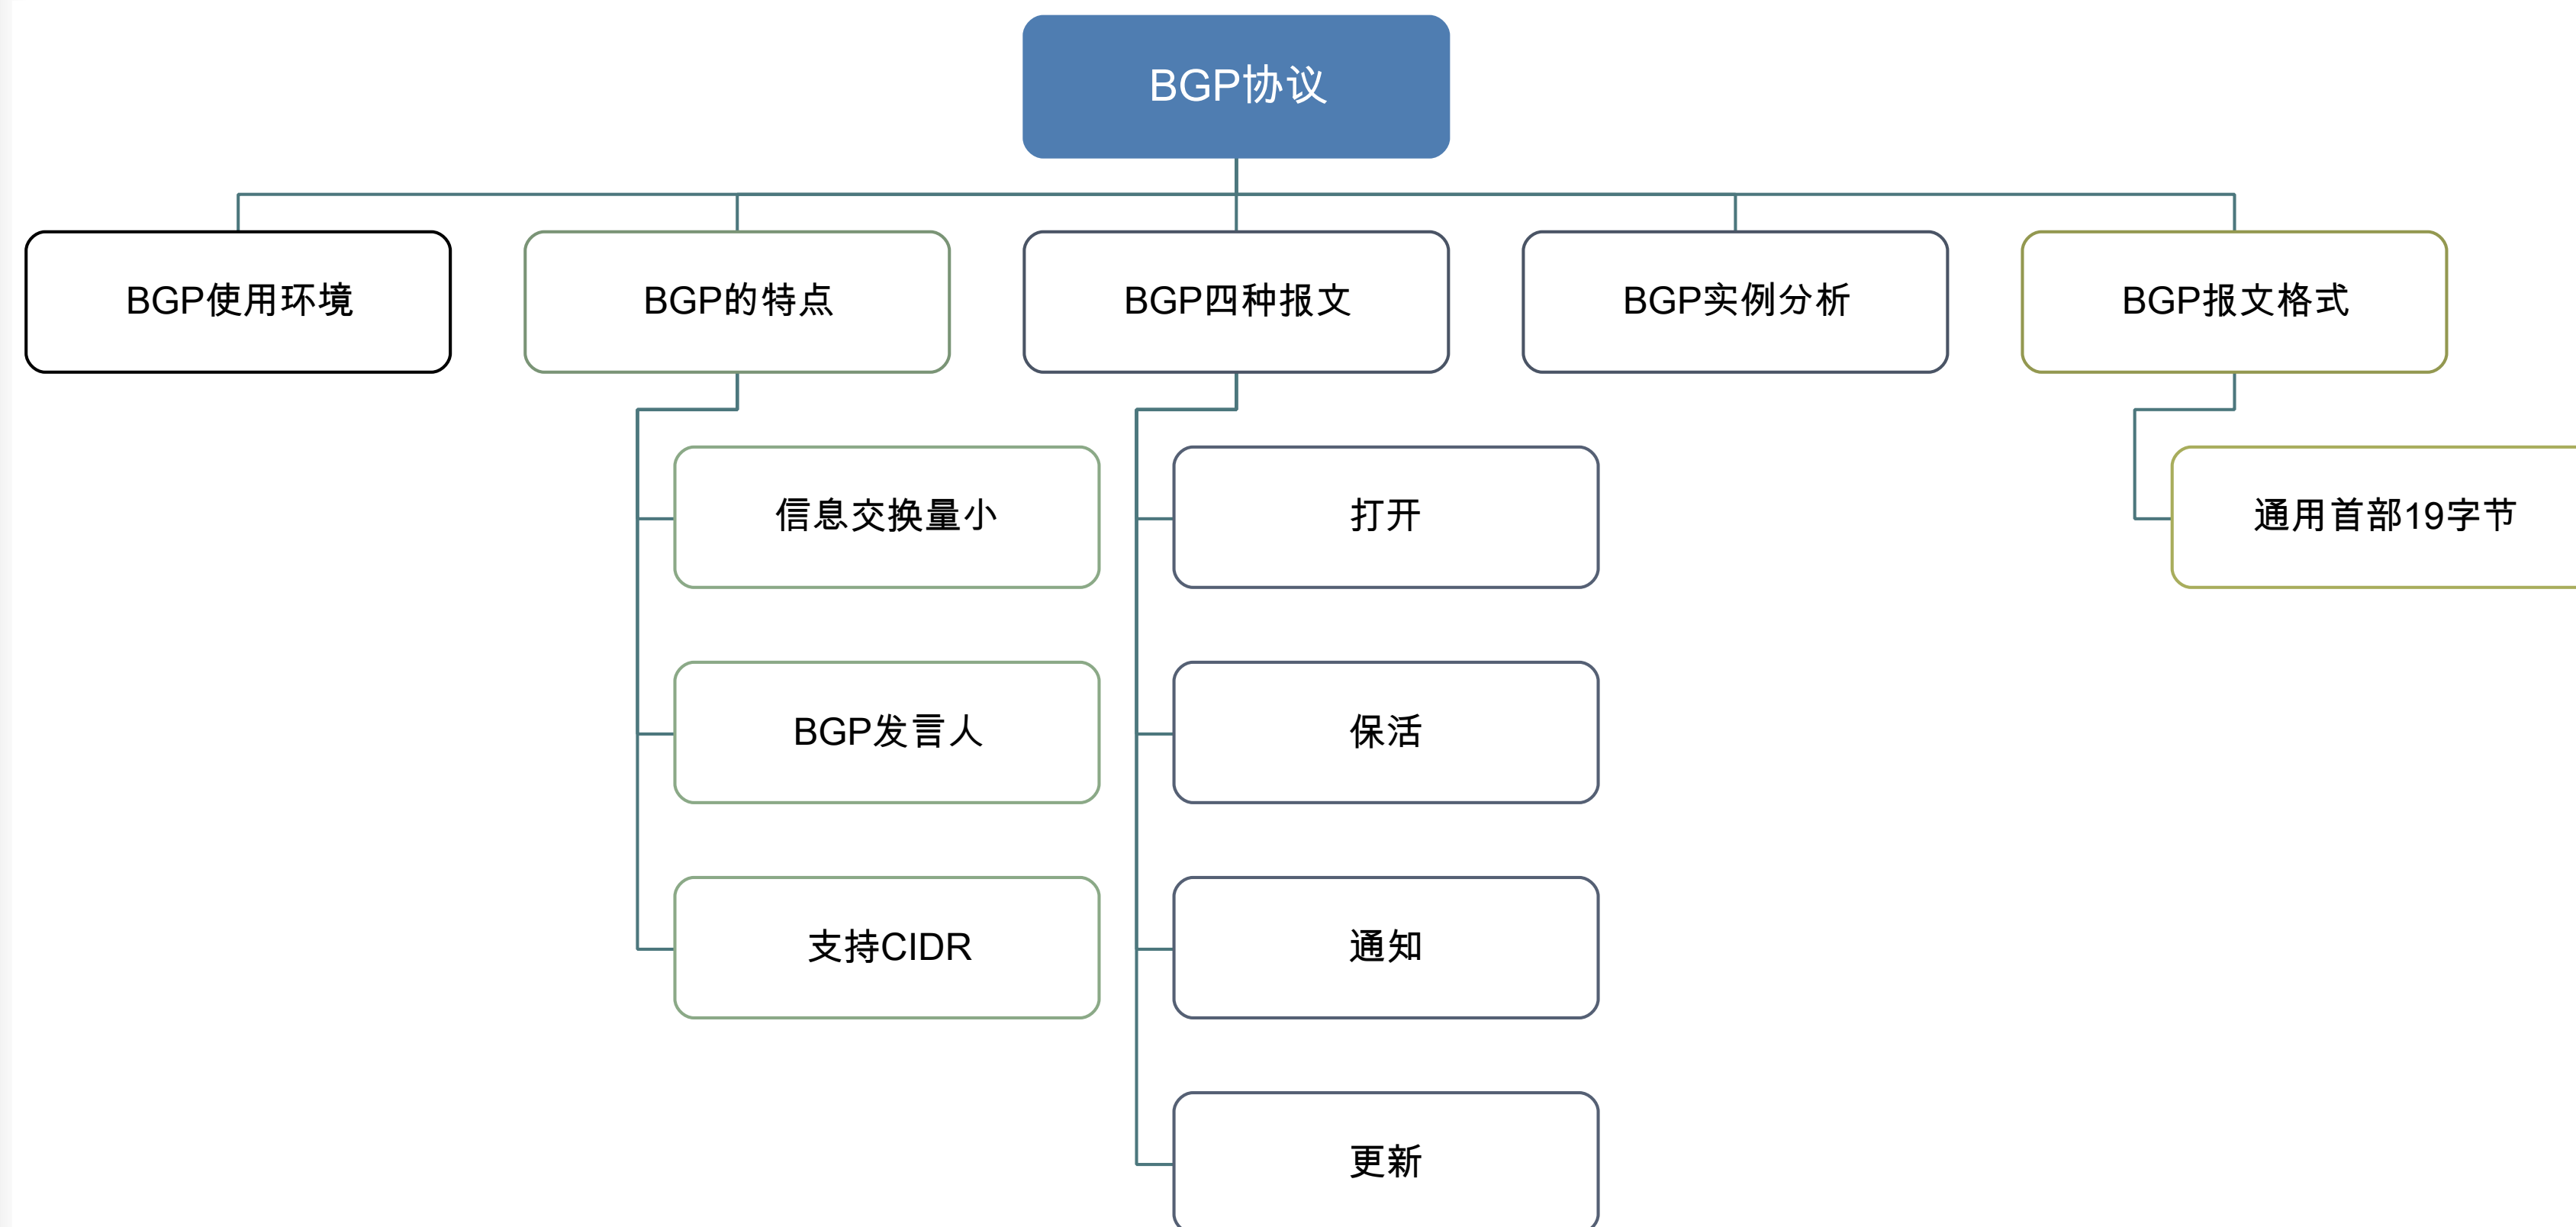 BGP协议
BGP使用环境
BGP的特点
BGP四种报文
BGP实例分析
BGP报文格式
信息交换量小
打开
通用首部19字节
BGP发言人
保活
支持CIDR
通知
更新